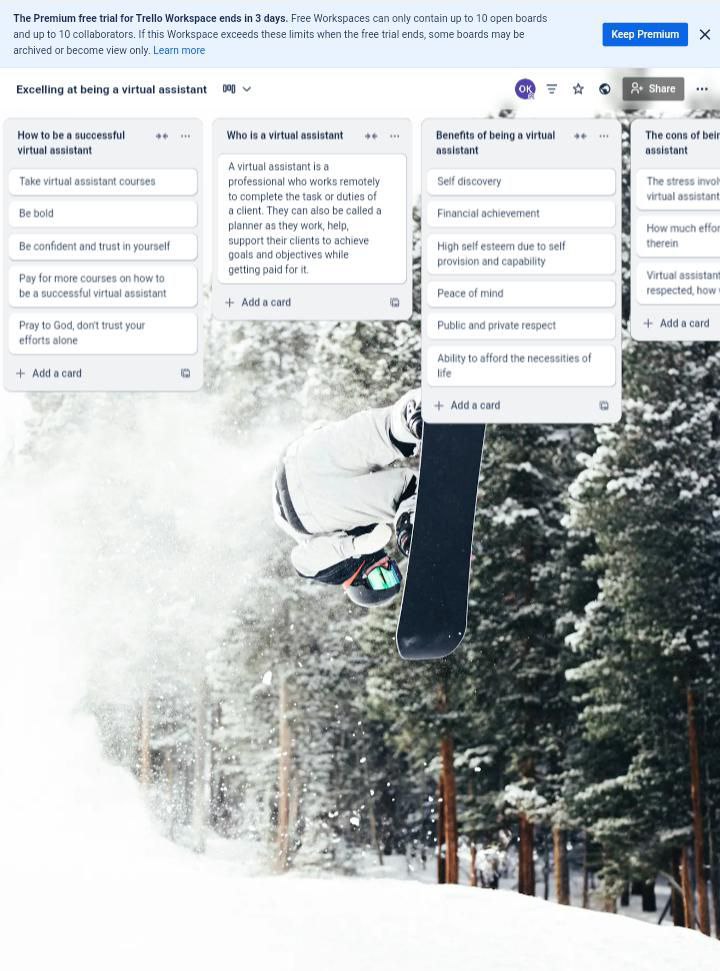 The Premium free trial for Trello Workspace ends in 3 days. Free Workspaces can only contain up to 10 open boards
and up to 10 collaborators. If this Workspace exceeds these limits when the free trial ends, some boards may be
archived or become view only. Learn more
Keep Premium
Excelling at being a virtual assistant
OK
Share
How to be a successful
virtual assistant
Take virtual assistant courses
Be bold
Be confident and trust in yourself
Pay for more courses on how to
be a successful virtual assistant
Pray to God, don't trust your
efforts alone
Add a card
Who is a virtual assistant
A virtual assistant is a
professional who works remotely
to complete the task or duties of
a client. They can also be called a
planner as they work, help,
support their clients to achieve
goals and objectives while
getting paid for it.
Add a card
Benefits of being a virtual
assistant
Self discovery
Financial achievement
High self esteem due to self
provision and capability
Peace of mind
Public and private respect
Ability to afford the necessities of
life
Add a card
The cons of
assistant
The stress
virtual assistant
How much
therein
Virtual
respected, how
Add a card